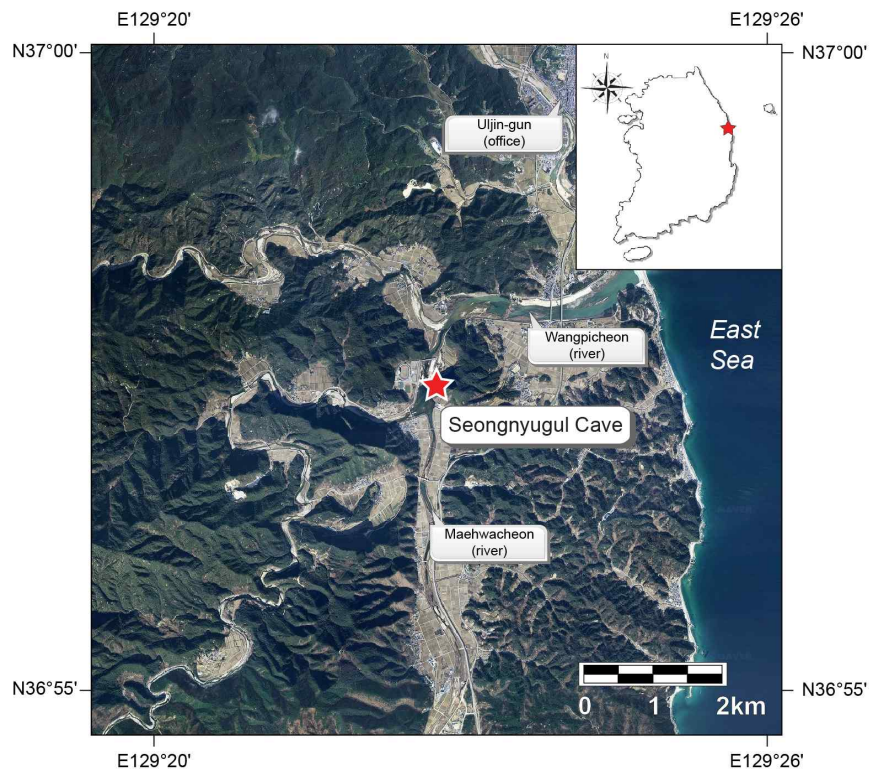 E129°20'
E129°26'
N37°00'
N37°00'
N
Uljin-gun
(office)
East
Sea
Wangpicheon
(river)
Seongnyugul Cave
Maehwacheon
(river)
N36°55'
N36°55'
0 1 2km
E129°20'
E129°26'